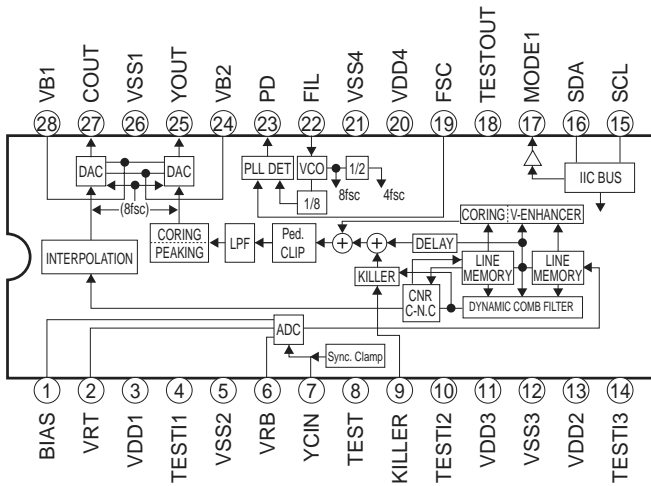 VB1 COUT VSS1 YOUT VB2 PD FIL VSS4 VDD4 FSC TESTOUT MODE1 SDA SCL
28 27 26 25 24 23 22 21 20 19 18 17 16 15
DAC DAC PLL DET VCO 1/2 IIC BUS
8fsc 4fsc
1/8
(8fsc)
CORING V-ENHANCER
CORING
PEAKING
LPF
Ped.
CLIP
+ +
DELAY
INTERPOLATION
KILLER
LINE
MEMORY
LINE
MEMORY
CNR
C-N.C
DYNAMIC COMB FILTER
ADC
Sync. Clamp
1 2 3 4 5 6 7 8 9 10 11 12 13 14
BIAS VRT VDD1 TESTI1 VSS2 VRB YCIN TEST KILLER TESTI2 VDD3 VSS3 VDD2 TESTI3